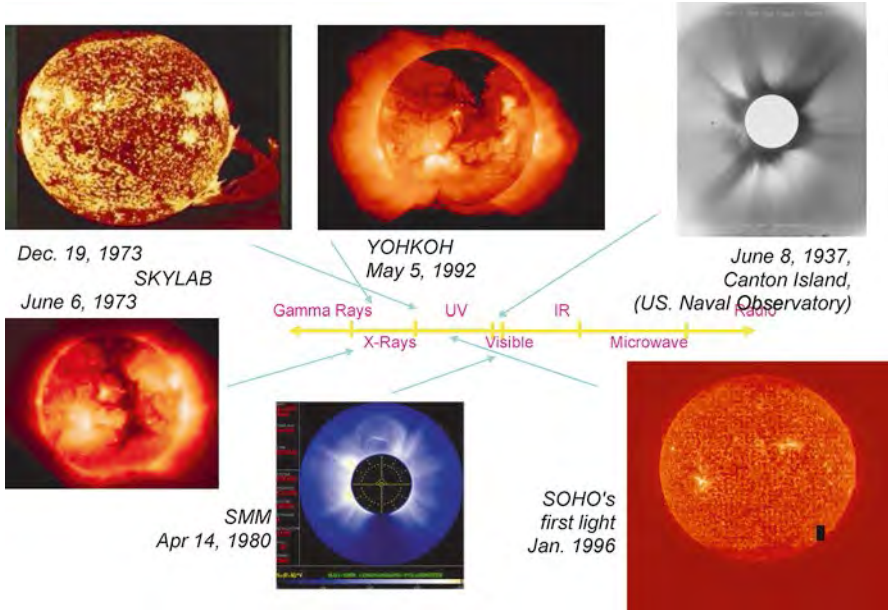 Dec. 19, 1973
SKYLAB
June 6, 1973
YOHKOH
May 5, 1992
June 8, 1937,
Canton Island,
(US. Naval Observatory)
Gamma Rays
UV
IR
Radio
X-Rays
Visible
Microwave
SMM
Apr 14, 1980
SOHO's
first light
Jan. 1996